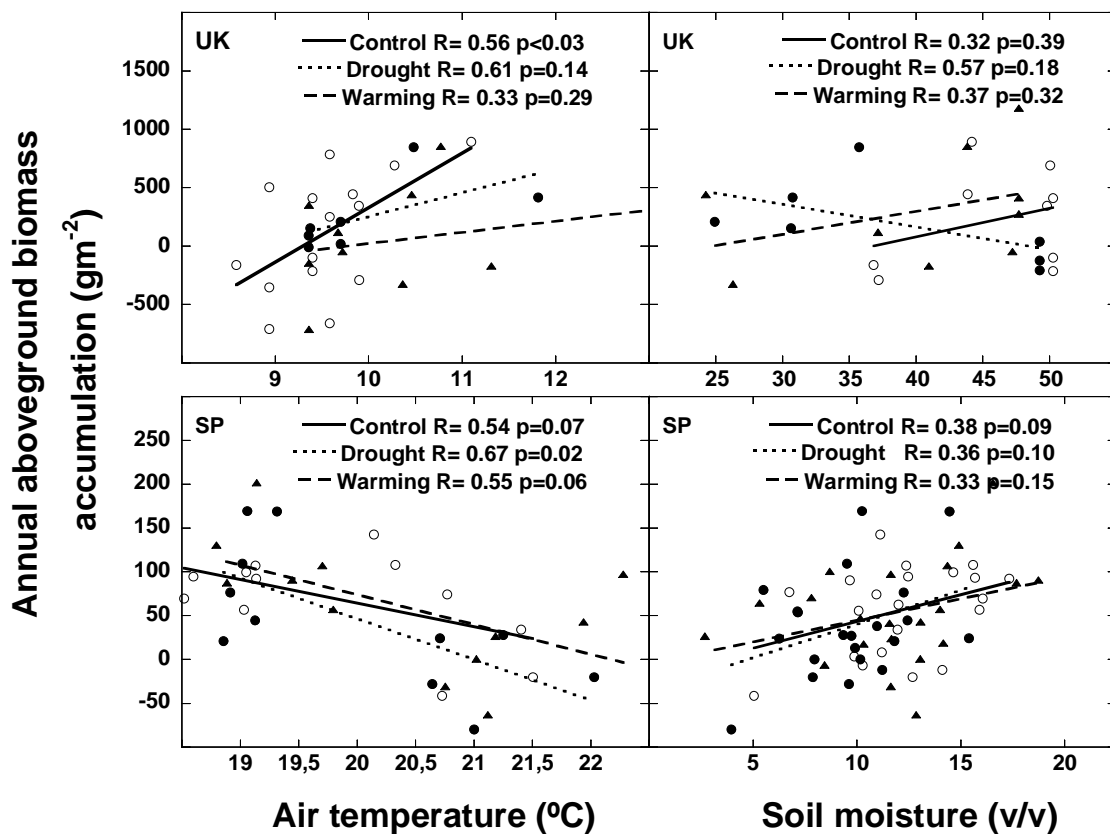 Annual aboveground biomass
accumulation (gm-2)
UK
Control R= 0.56 p<0.03
Drought R= 0.61 p=0.14
Warming R= 0.33 p=0.29
1500
1000
500
0
-500
9 10 11 12
UK
Control R= 0.32 p=0.39
Drought R= 0.57 p=0.18
Warming R= 0.37 p=0.32
25 30 35 40 45 50
SP
Control R= 0.54 p=0.07
Drought R= 0.67 p=0.02
Warming R= 0.55 p=0.06
250
200
150
100
50
0
-50
19 19,5 20 20,5 21 21,5 22
SP
Control R= 0.38 p=0.09
Drought R= 0.36 p=0.10
Warming R= 0.33 p=0.15
5 10 15 20
Air temperature (ºC)
Soil moisture (v/v)